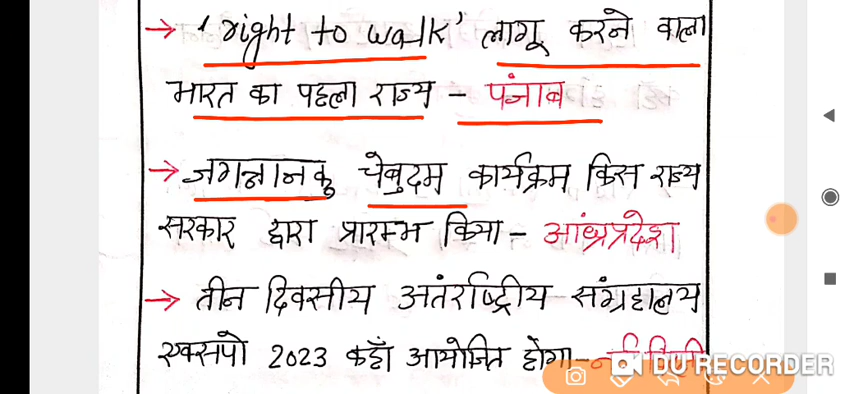 → 'right to walk' लागू करने वाला
भारत का पहला राज्य - पंजाब
→ जगन्नानकु चेबुदम कार्यक्रम किस राज्य
सरकार द्वारा प्रारम्भ किया - आंध्रप्रदेश
→ तीन दिवसीय अतंर्राष्ट्रीय संग्रहालय
एक्सपो 2023 कहाँ आयोजित होगा -
DU RECORDER